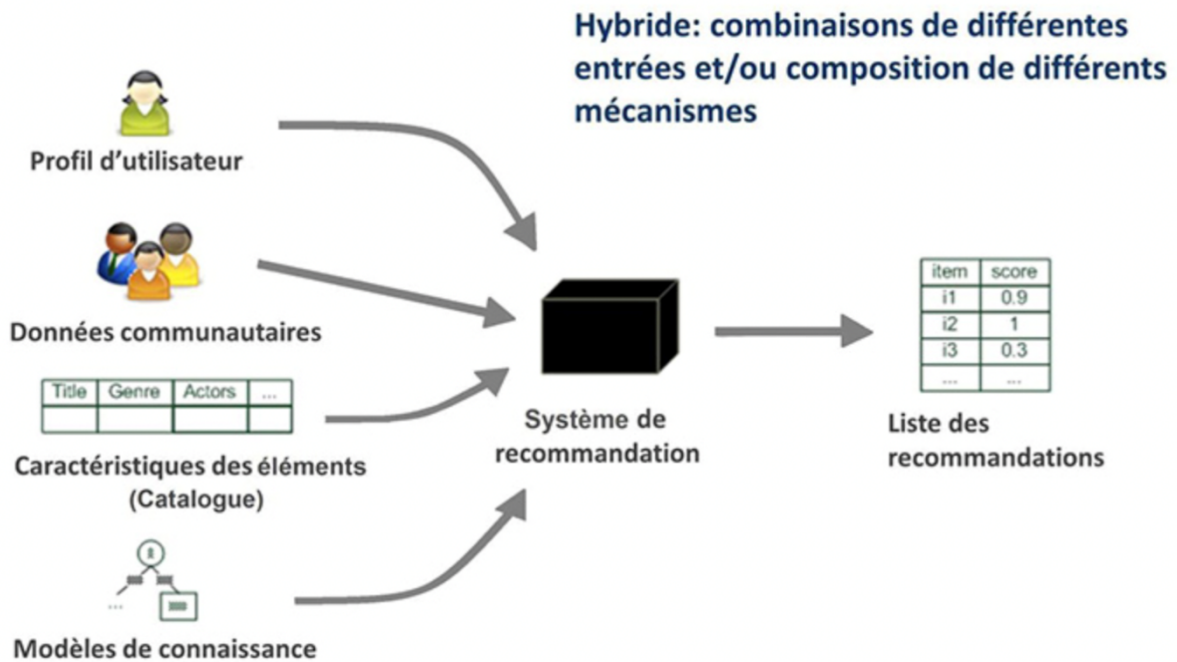 Hybride: combinaisons de différentes
entrées et/ou composition de différents
mécanismes
Profil d'utilisateur
Données communautaires
Title Genre Actors ...
Caractéristiques des éléments
(Catalogue)
...
Modèles de connaissance
Système de
recommandation
item score
i1 0.9
i2 1
i3 0.3
... ...
Liste des
recommandations